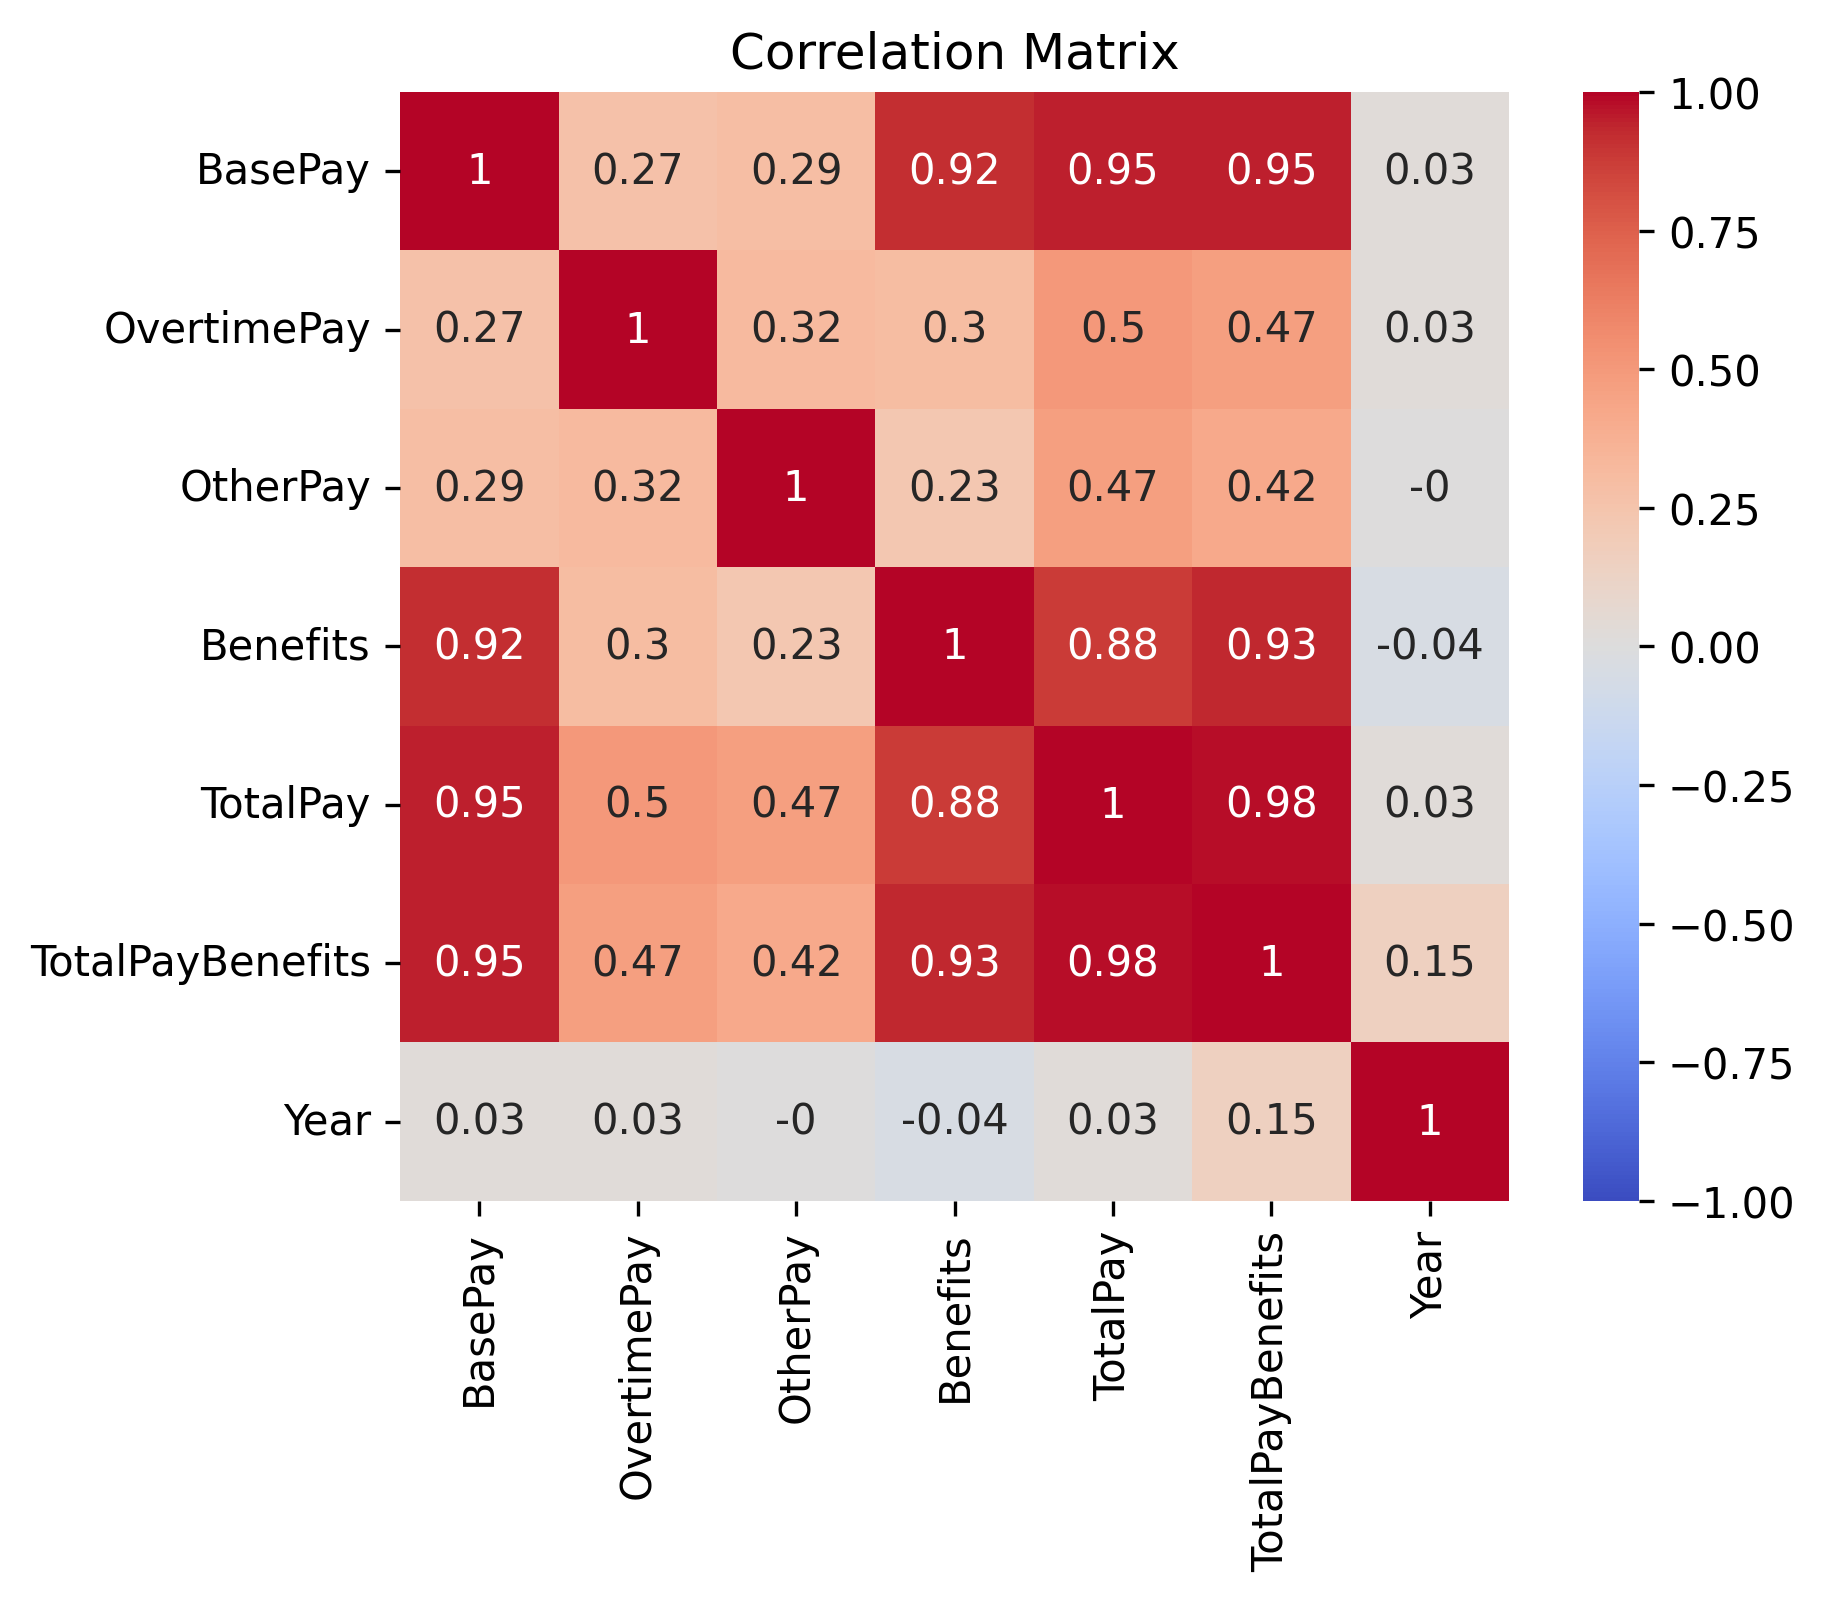 Correlation Matrix
BasePay 1 0.27 0.29 0.92 0.95 0.95 0.03
OvertimePay 0.27 1 0.32 0.3 0.5 0.47 0.03
OtherPay 0.29 0.32 1 0.23 0.47 0.42 -0
Benefits 0.92 0.3 0.23 1 0.88 0.93 -0.04
TotalPay 0.95 0.5 0.47 0.88 1 0.98 0.03
TotalPayBenefits 0.95 0.47 0.42 0.93 0.98 1 0.15
Year 0.03 0.03 -0 -0.04 0.03 0.15 1
BasePay
OvertimePay
OtherPay
Benefits
TotalPay
TotalPayBenefits
Year
1.00
0.75
0.50
0.25
0.00
−0.25
−0.50
−0.75
−1.00